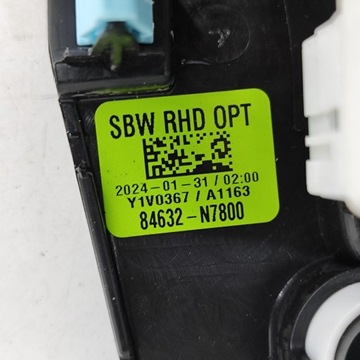 SBW RHD OPT
2024-01-31/02:00
Y1V0367/A1163
84632-N7800